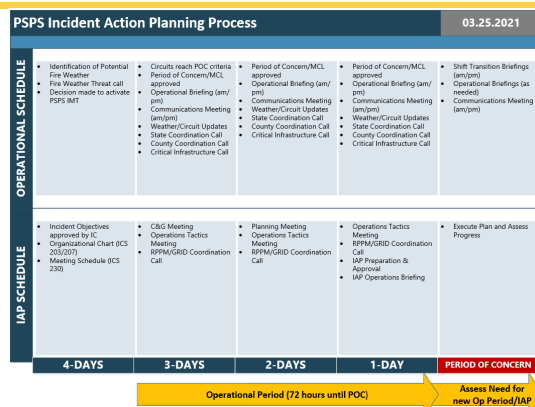 PSPS Incident Action Planning Process
03.25.2021
OPERATIONAL SCHEDULE
• Identification of Potential
Fire Weather
• Fire Weather Threat call
• Decision made to activate
PSPS IMT
• Circuits reach POC criteria
• Period of Concern/MCL
approved
• Operational Briefing (am/
pm)
• Communications Meeting
(am/pm)
• Weather/Circuit Updates
• State Coordination Call
• County Coordination Call
• Critical Infrastructure Call
• Period of Concern/MCL
approved
• Operational Briefing (am/
pm)
• Communications Meeting
• Weather/Circuit Updates
• State Coordination Call
• County Coordination Call
• Critical Infrastructure Call
• Period of Concern/MCL
approved
• Operational Briefing (am/
pm)
• Communications Meeting
(am/pm)
• Weather/Circuit Updates
• State Coordination Call
• County Coordination Call
• Critical Infrastructure Call
• Shift Transition Briefings
(am/pm)
• Operational Briefings (as
needed)
• Communications Meeting
(am/pm)
IAP SCHEDULE
• Incident Objectives
approved by IC
• Organizational Chart (ICS
203/207)
• Meeting Schedule (ICS
230)
• C&G Meeting
• Operations Tactics
Meeting
• RPPM/GRID Coordination
Call
• Planning Meeting
• Operations Tactics
Meeting
• RPPM/GRID Coordination
Call
• Operations Tactics
Meeting
• RPPM/GRID Coordination
Call
• IAP Preparation &
Approval
• IAP Operations Briefing
• Execute Plan and Assess
Progress
4-DAYS
3-DAYS
2-DAYS
1-DAY
PERIOD OF CONCERN
Operational Period (72 hours until POC)
Assess Need for
new Op Period/IAP